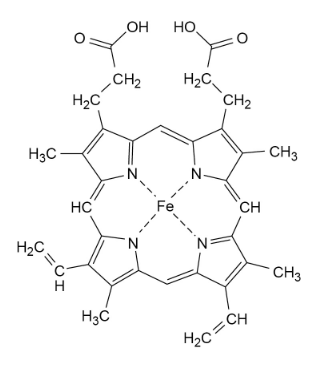 OH HO
O O
CH2 H2C
H2C CH2
H3C CH3
N N
HC Fe CH
N N
H2C
C
H
CH3
H3C
CH
H2C